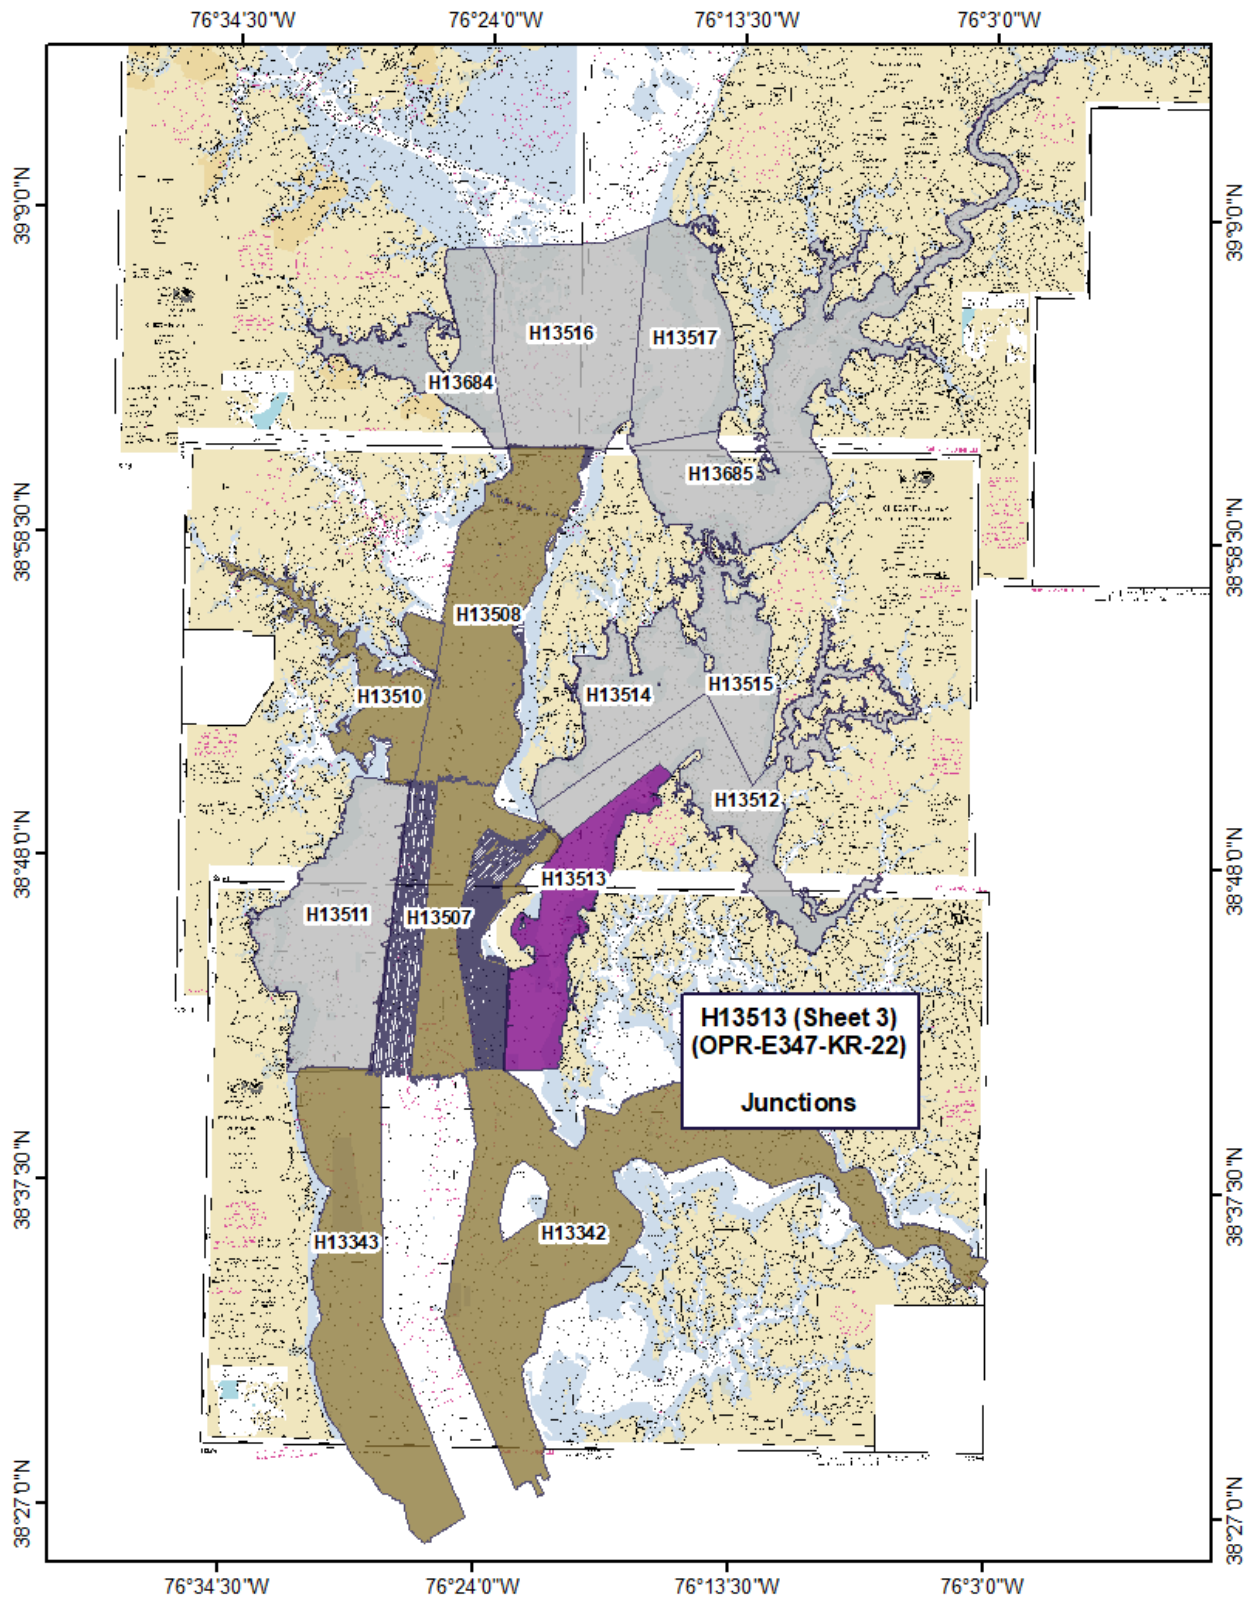 76°34'30"W 76°24'0"W 76°13'30"W 76°3'0"W
39°9'0"N
39°9'0"N
H13516
H13517
H13684
H13685
38°58'30"N
38°58'30"N
H13508
H13514
H13515
H13510
H13512
38°48'0"N
38°48'0"N
H13513
H13511
H13507
H13513 (Sheet 3)
(OPR-E347-KR-22)
Junctions
38°37'30"N
38°37'30"N
H13342
H13343
38°27'0"N
38°27'0"N
76°34'30"W 76°24'0"W 76°13'30"W 76°3'0"W